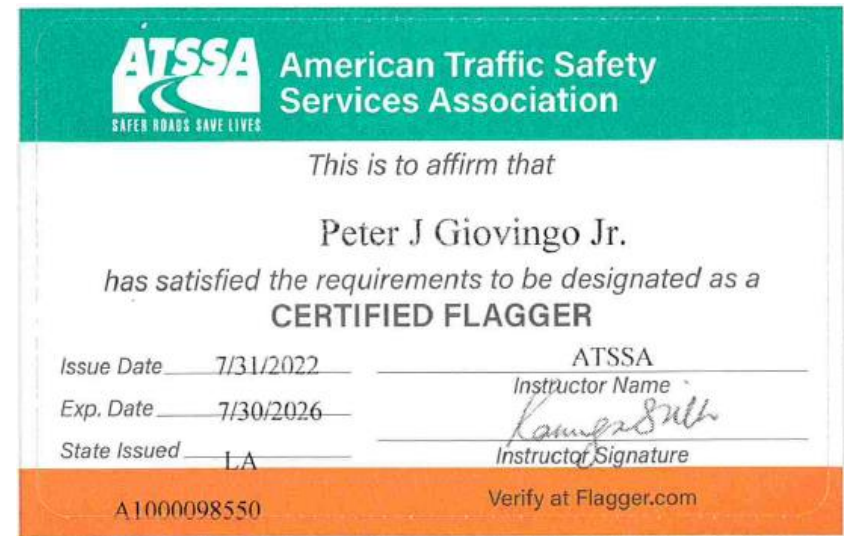 ATSSA
SAFER ROADS SAVE LIVES
American Traffic Safety
Services Association
This is to affirm that
Peter J Giovingo Jr.
has satisfied the requirements to be designated as a
CERTIFIED FLAGGER
Issue Date 7/31/2022
ATSSA
Instructor Name
Exp. Date 7/30/2026
State Issued LA
Instructor Signature
A1000098550
Verify at Flagger.com